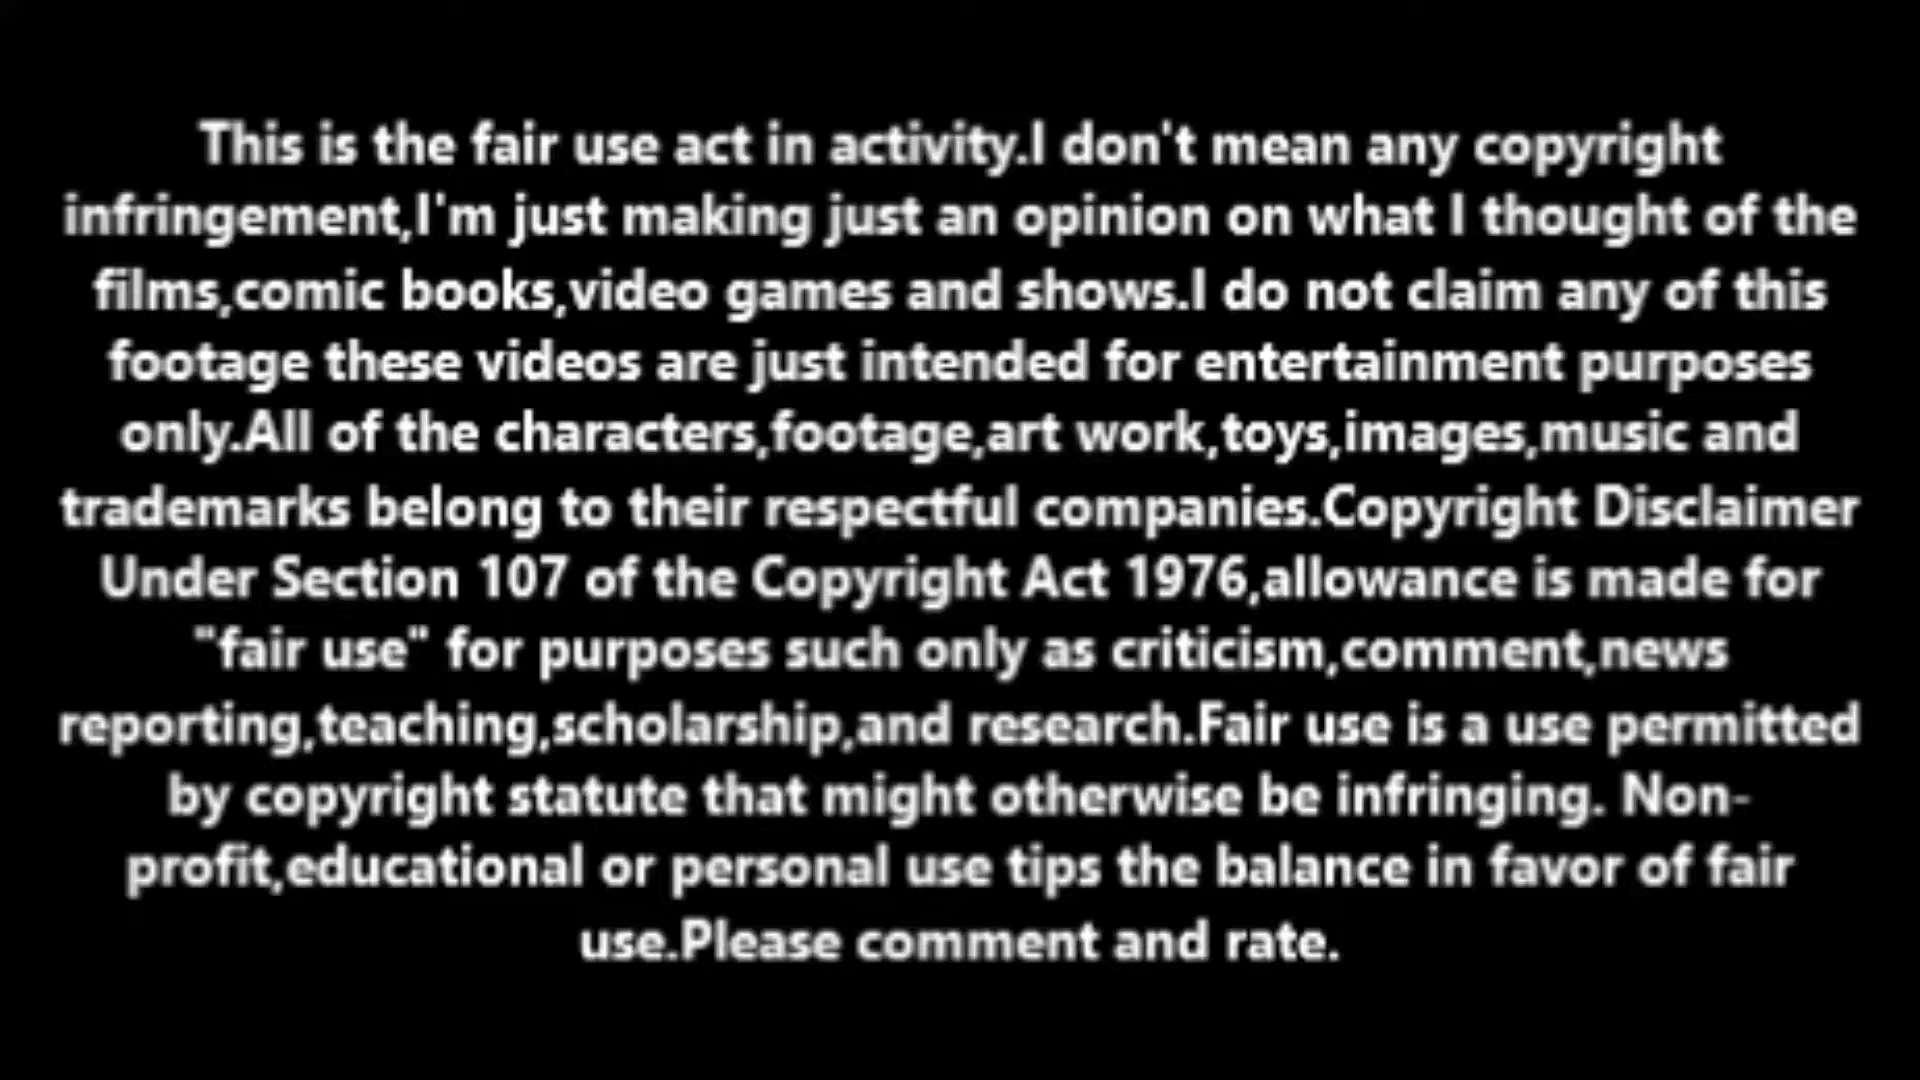 This is the fair use act in activity.I don't mean any copyright
infringement,I'm just making just an opinion on what I thought of the
films,comic books,video games and shows.I do not claim any of this
footage these videos are just intended for entertainment purposes
only.All of the characters,footage,art work,toys,images,music and
trademarks belong to their respectful companies.Copyright Disclaimer
Under Section 107 of the Copyright Act 1976,allowance is made for
"fair use" for purposes such only as criticism,comment,news
reporting,teaching,scholarship,and research.Fair use is a use permitted
by copyright statute that might otherwise be infringing. Non-
profit,educational or personal use tips the balance in favor of fair
use.Please comment and rate.